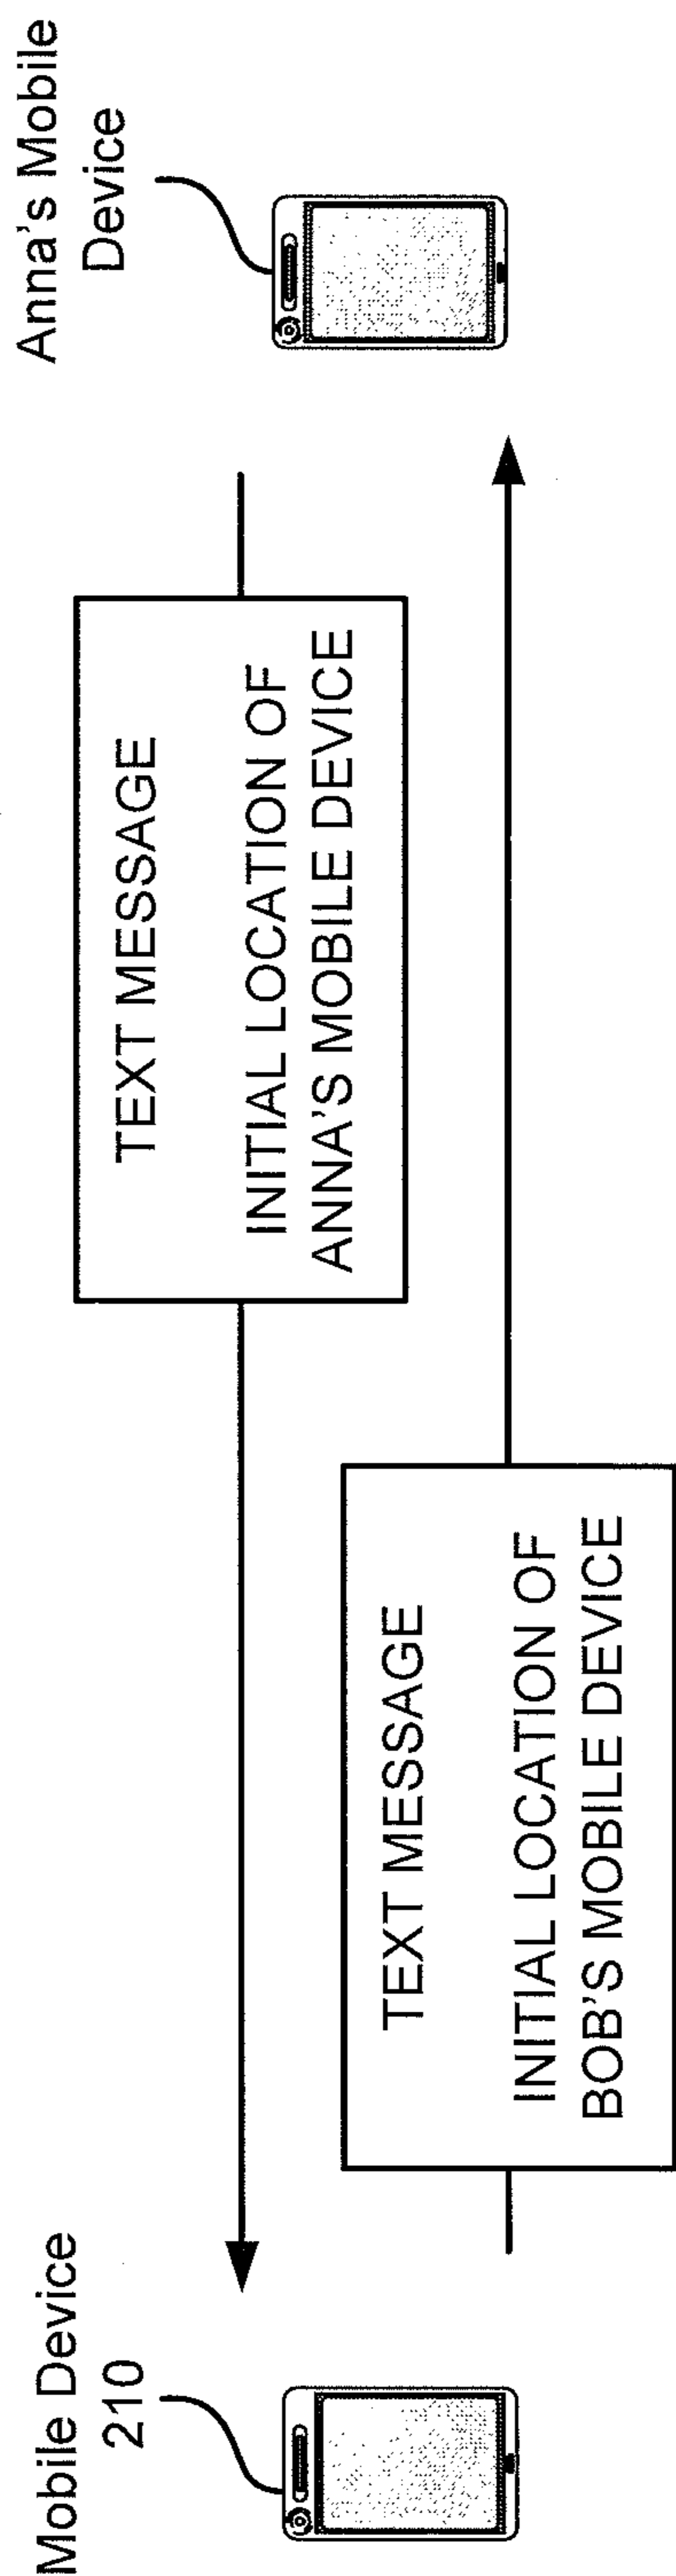 Mobile Device
210
Anna's Mobile
Device
TEXT MESSAGE
INITIAL LOCATION OF
ANNA'S MOBILE DEVICE
TEXT MESSAGE
INITIAL LOCATION OF
BOB'S MOBILE DEVICE